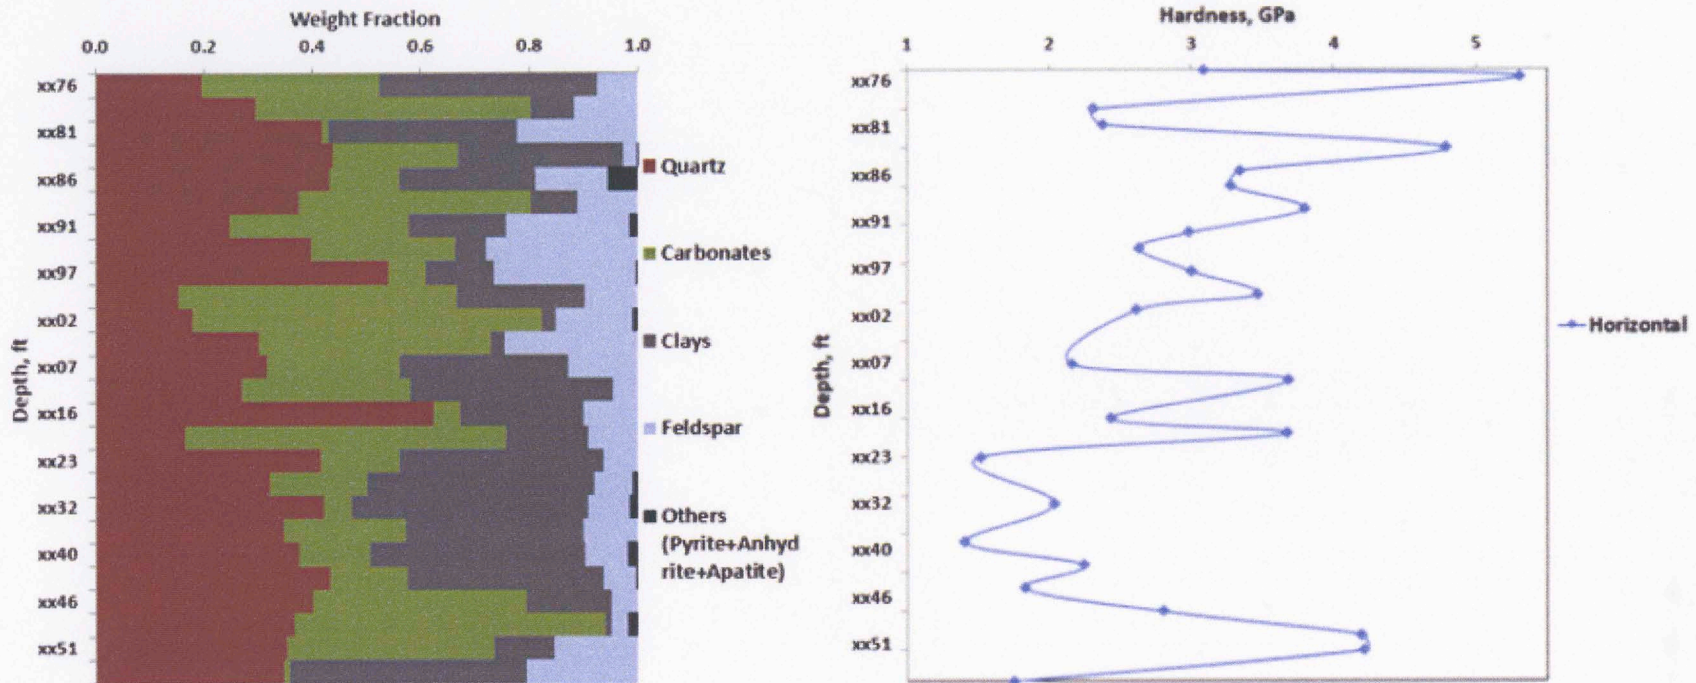 Weight Fraction
0.0 0.2 0.4 0.6 0.8 1.0
Depth, ft
xx76
xx81
xx86
xx91
xx97
xx02
xx07
xx16
xx23
xx32
xx40
xx46
xx51
Quartz
Carbonates
Clays
Feldspar
Others
(Pyrite+Anhyd
rite+Apatite)
Hardness, GPa
1 2 3 4 5
Depth, ft
xx76
xx81
xx86
xx91
xx97
xx02
xx07
xx16
xx23
xx32
xx40
xx46
xx51
Horizontal